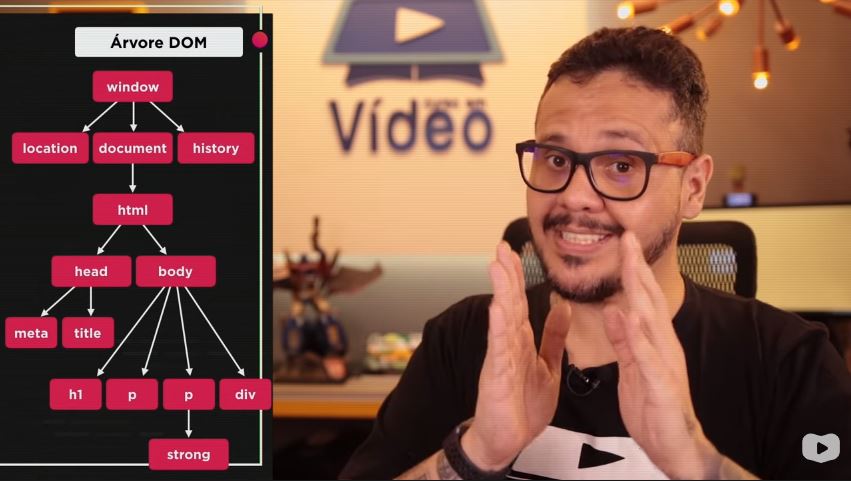 Árvore DOM
window
location document history
html
head body
meta title
h1 p p div
strong
Vídeo